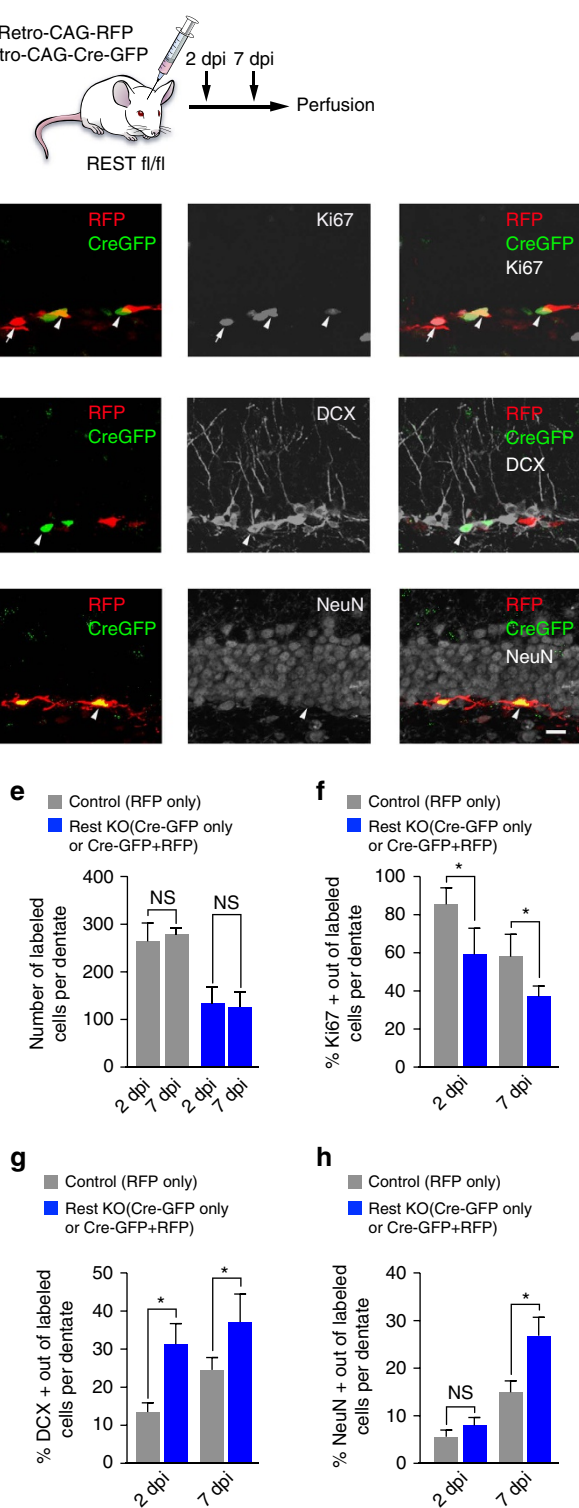 Retro-CAG-RFP
tro-CAG-Cre-GFP
2 dpi 7 dpi
Perfusion
REST fl/fl
RFP
CreGFP
Ki67
RFP
CreGFP
Ki67
RFP
CreGFP
DCX
RFP
CreGFP
DCX
RFP
CreGFP
NeuN
RFP
CreGFP
NeuN
e
Control (RFP only)
Rest KO(Cre-GFP only
or Cre-GFP+RFP)
Number of labeled
cells per dentate
400
300
200
100
0
NS
NS
2 dpi
7 dpi
2 dpi
7 dpi
f
Control (RFP only)
Rest KO(Cre-GFP only
or Cre-GFP+RFP)
% Ki67 + out of labeled
cells per dentate
100
80
60
40
20
0
*
*
2 dpi
7 dpi
g
Control (RFP only)
Rest KO(Cre-GFP only
or Cre-GFP+RFP)
% DCX + out of labeled
cells per dentate
50
40
30
20
10
0
*
*
2 dpi
7 dpi
h
Control (RFP only)
Rest KO(Cre-GFP only
or Cre-GFP+RFP)
% NeuN + out of labeled
cells per dentate
40
30
20
10
0
NS
*
2 dpi
7 dpi